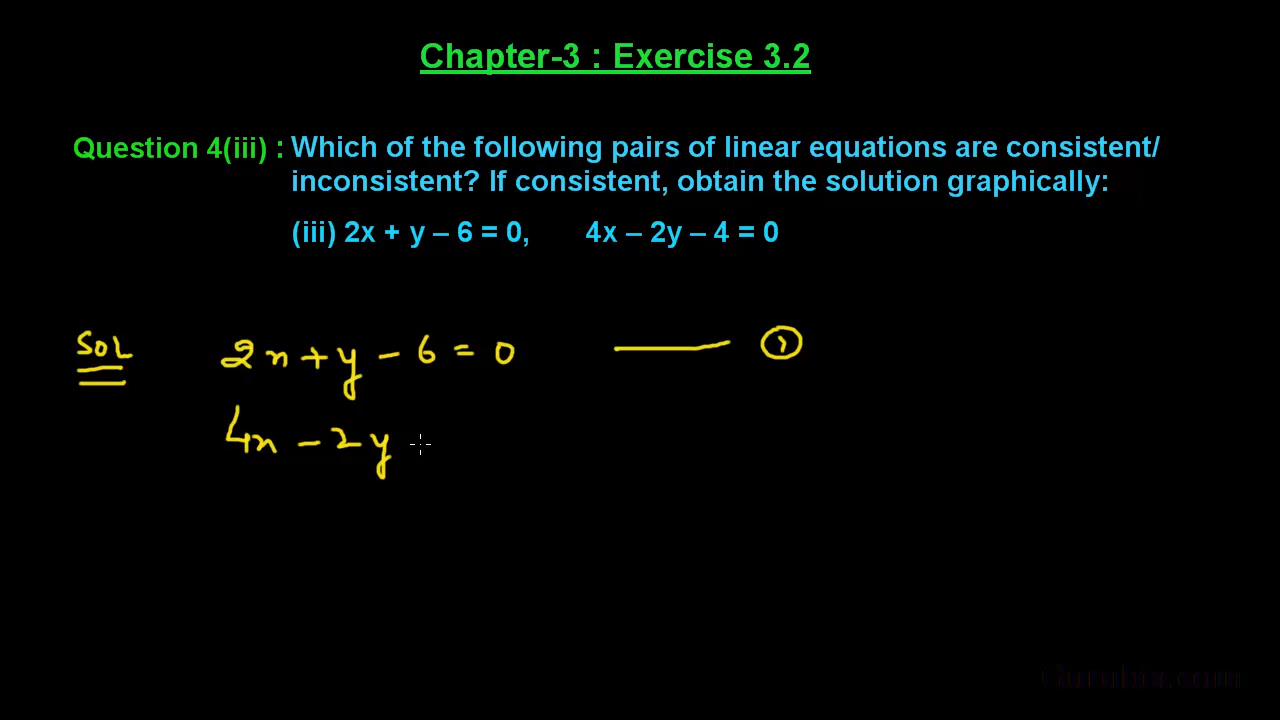 Chapter-3 : Exercise 3.2
Question 4(iii) : Which of the following pairs of linear equations are consistent/
inconsistent? If consistent, obtain the solution graphically:
(iii) 2x + y – 6 = 0, 4x – 2y – 4 = 0
SOL 2x + y - 6 = 0 —— 1
4x - 2y
Gurubix.com